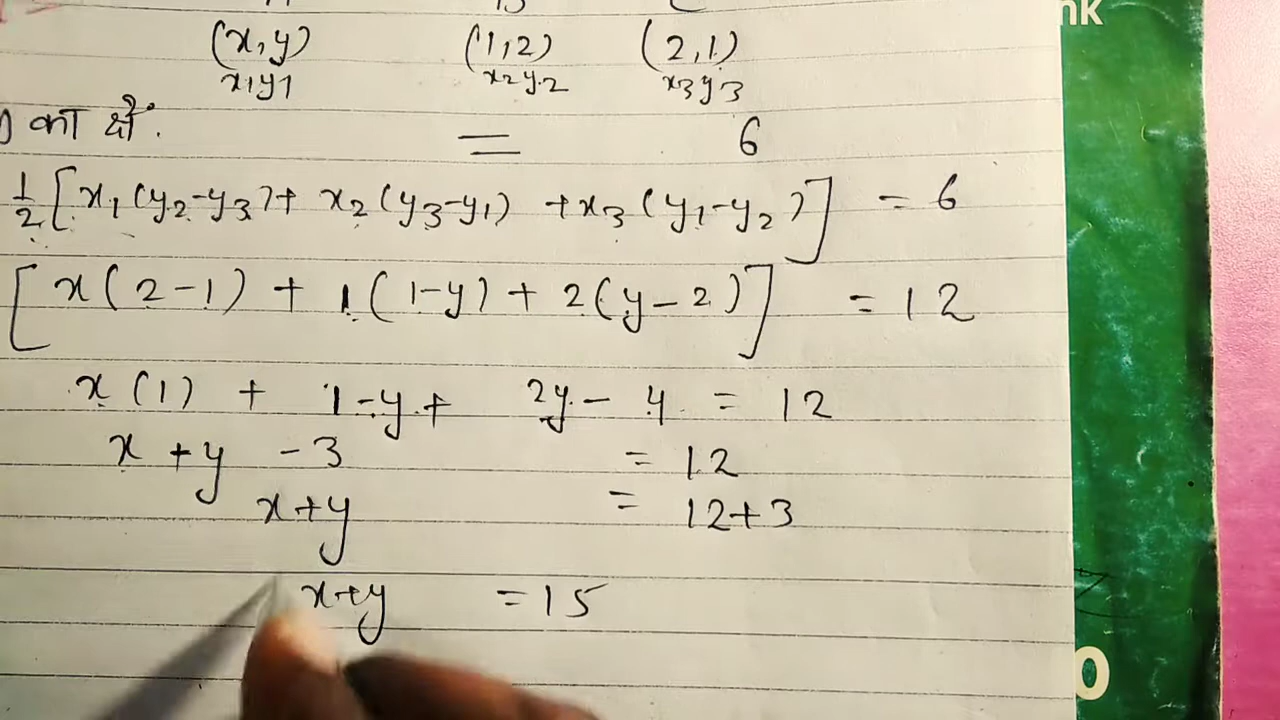 (x,y) (1,2) (2,1)
x1y1 x2y2 x3y3
का क्षे. = 6
1/2 [x1(y2-y3)+ x2(y3-y1) +x3(y1-y2)] = 6
[x(2-1) + 1(1-y) + 2(y-2)] = 12
x(1) + 1-y+ 2y- 4 = 12
x +y -3 = 12
x+y = 12+3
x+y =15